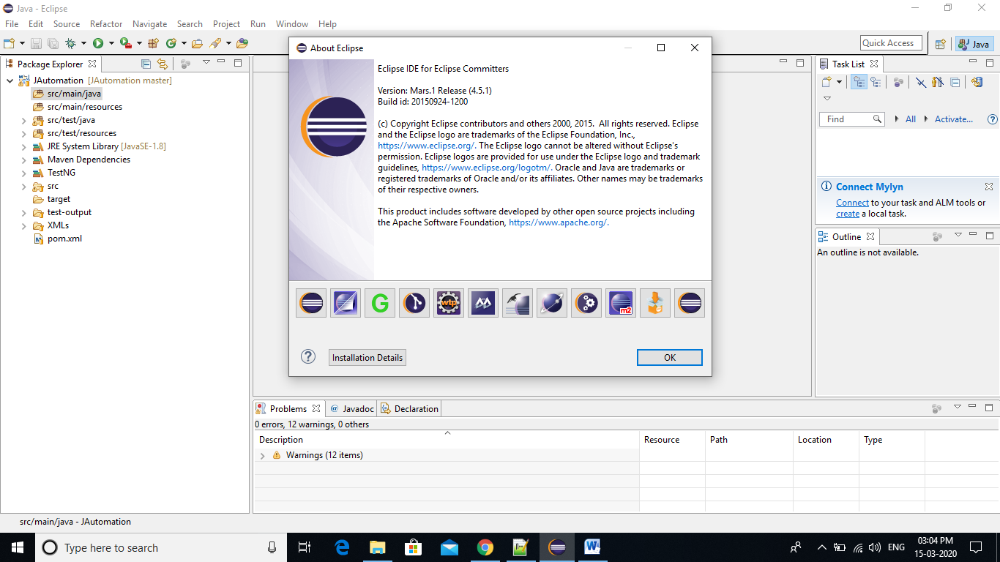 Java - Eclipse
File Edit Source Refactor Navigate Search Project Run Window Help
Quick Access
Java
Package Explorer
JAutomation [JAutomation master]
src/main/java
src/main/resources
src/test/java
src/test/resources
JRE System Library [JavaSE-1.8]
Maven Dependencies
TestNG
src
target
test-output
XMLs
pom.xml
About Eclipse
Eclipse IDE for Eclipse Committers
Version: Mars.1 Release (4.5.1)
Build id: 20150924-1200
(c) Copyright Eclipse contributors and others 2000, 2015.  All rights reserved. Eclipse
and the Eclipse logo are trademarks of the Eclipse Foundation, Inc.,
https://www.eclipse.org/. The Eclipse logo cannot be altered without Eclipse's
permission. Eclipse logos are provided for use under the Eclipse logo and trademark
guidelines, https://www.eclipse.org/logotm/. Oracle and Java are trademarks or
registered trademarks of Oracle and/or its affiliates. Other names may be trademarks
of their respective owners.
This product includes software developed by other open source projects including
the Apache Software Foundation, https://www.apache.org/.
G
wtp
m2
Installation Details
OK
Task List
Find
All
Activate...
Connect Mylyn
Connect to your task and ALM tools or
create a local task.
Outline
An outline is not available.
Problems
@ Javadoc
Declaration
0 errors, 12 warnings, 0 others
Description Resource Path Location Type
Warnings (12 items)
src/main/java - JAutomation
Type here to search
ENG
03:04 PM
15-03-2020